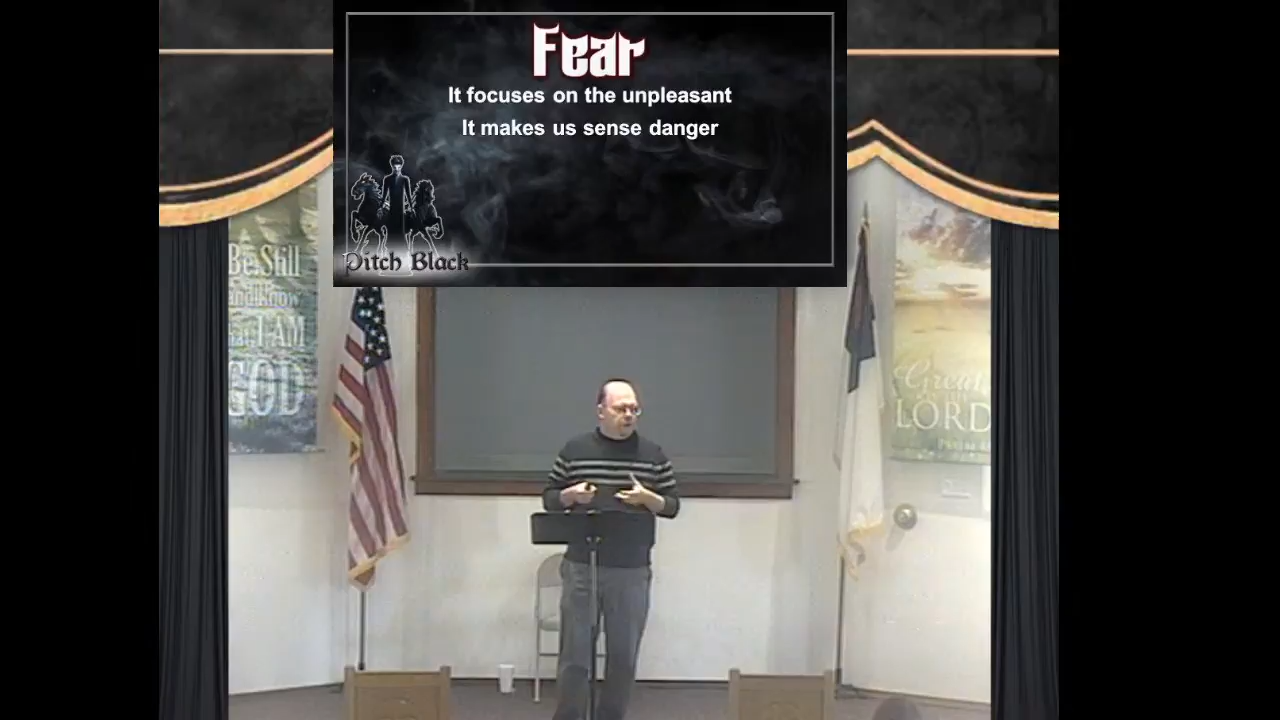 Fear
It focuses on the unpleasant
It makes us sense danger
Pitch Black
Be Still
and Know
that I AM
GOD
Great
LORD